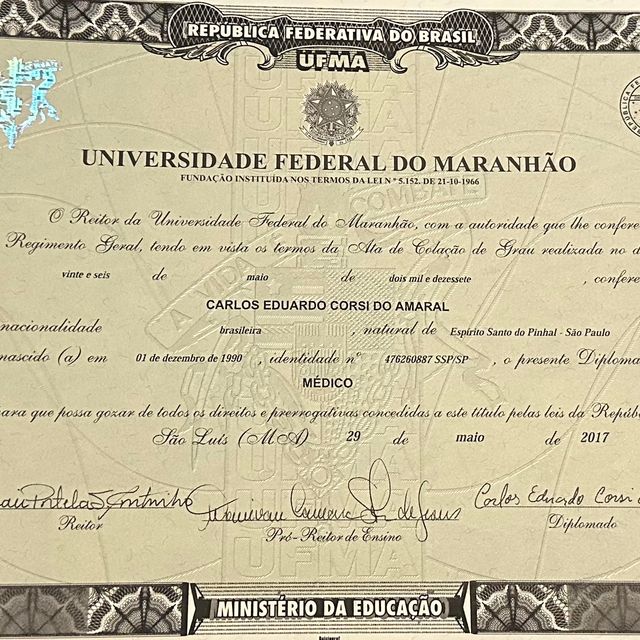 REPÚBLICA FEDERATIVA DO BRASIL
UFMA
UNIVERSIDADE FEDERAL DO MARANHÃO
FUNDAÇÃO INSTITUÍDA NOS TERMOS DA LEI Nº 5.152, DE 21-10-1966
O Reitor da Universidade Federal do Maranhão, com a autoridade que lhe confere
Regimento Geral, tendo em vista os termos da Ata de Colação de Grau realizada no d
vinte e seis de maio de dois mil e dezessete , confere
CARLOS EDUARDO CORSI DO AMARAL
nacionalidade brasileira , natural de Espírito Santo do Pinhal - São Paulo
nascido (a) em 01 de dezembro de 1990 , identidade nº 476260887 SSP/SP , o presente Diploma
MÉDICO
para que possa gozar de todos os direitos e prerrogativas concedidas a este título pelas leis da Repúb
São Luís (MA) 29 de maio de 2017
Carlos Eduardo Corsi
Reitor Pró-Reitor de Ensino Diplomado
MINISTÉRIO DA EDUCAÇÃO